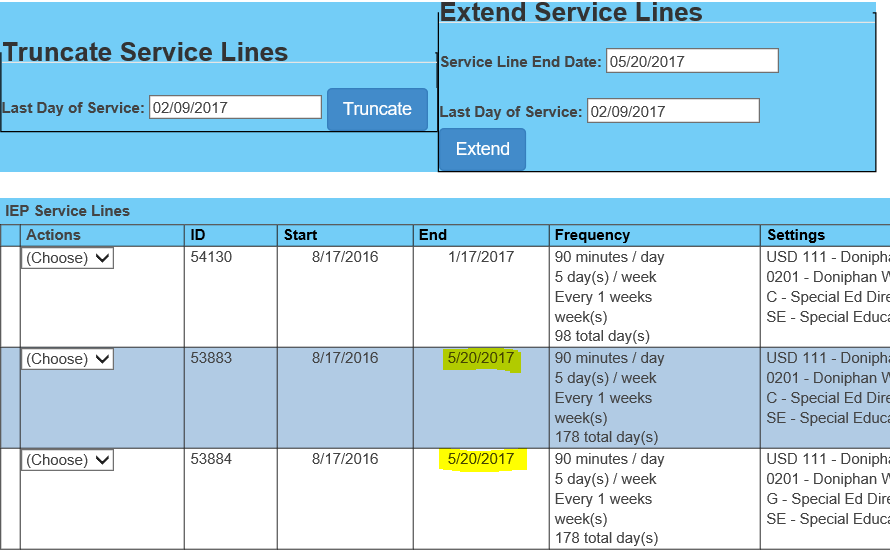 Truncate Service Lines
Last Day of Service: 02/09/2017 Truncate
Extend Service Lines
Service Line End Date: 05/20/2017
Last Day of Service: 02/09/2017
Extend
IEP Service Lines
Actions ID Start End Frequency Settings
(Choose) 54130 8/17/2016 1/17/2017 90 minutes / day USD 111 - Donipha
5 day(s) / week 0201 - Doniphan W
Every 1 weeks C - Special Ed Dire
week(s) SE - Special Educa
98 total day(s)
(Choose) 53883 8/17/2016 5/20/2017 90 minutes / day USD 111 - Donipha
5 day(s) / week 0201 - Doniphan W
Every 1 weeks C - Special Ed Dire
week(s) SE - Special Educa
178 total day(s)
(Choose) 53884 8/17/2016 5/20/2017 90 minutes / day USD 111 - Donipha
5 day(s) / week 0201 - Doniphan W
Every 1 weeks G - Special Ed Dire
week(s) SE - Special Educa
178 total day(s)